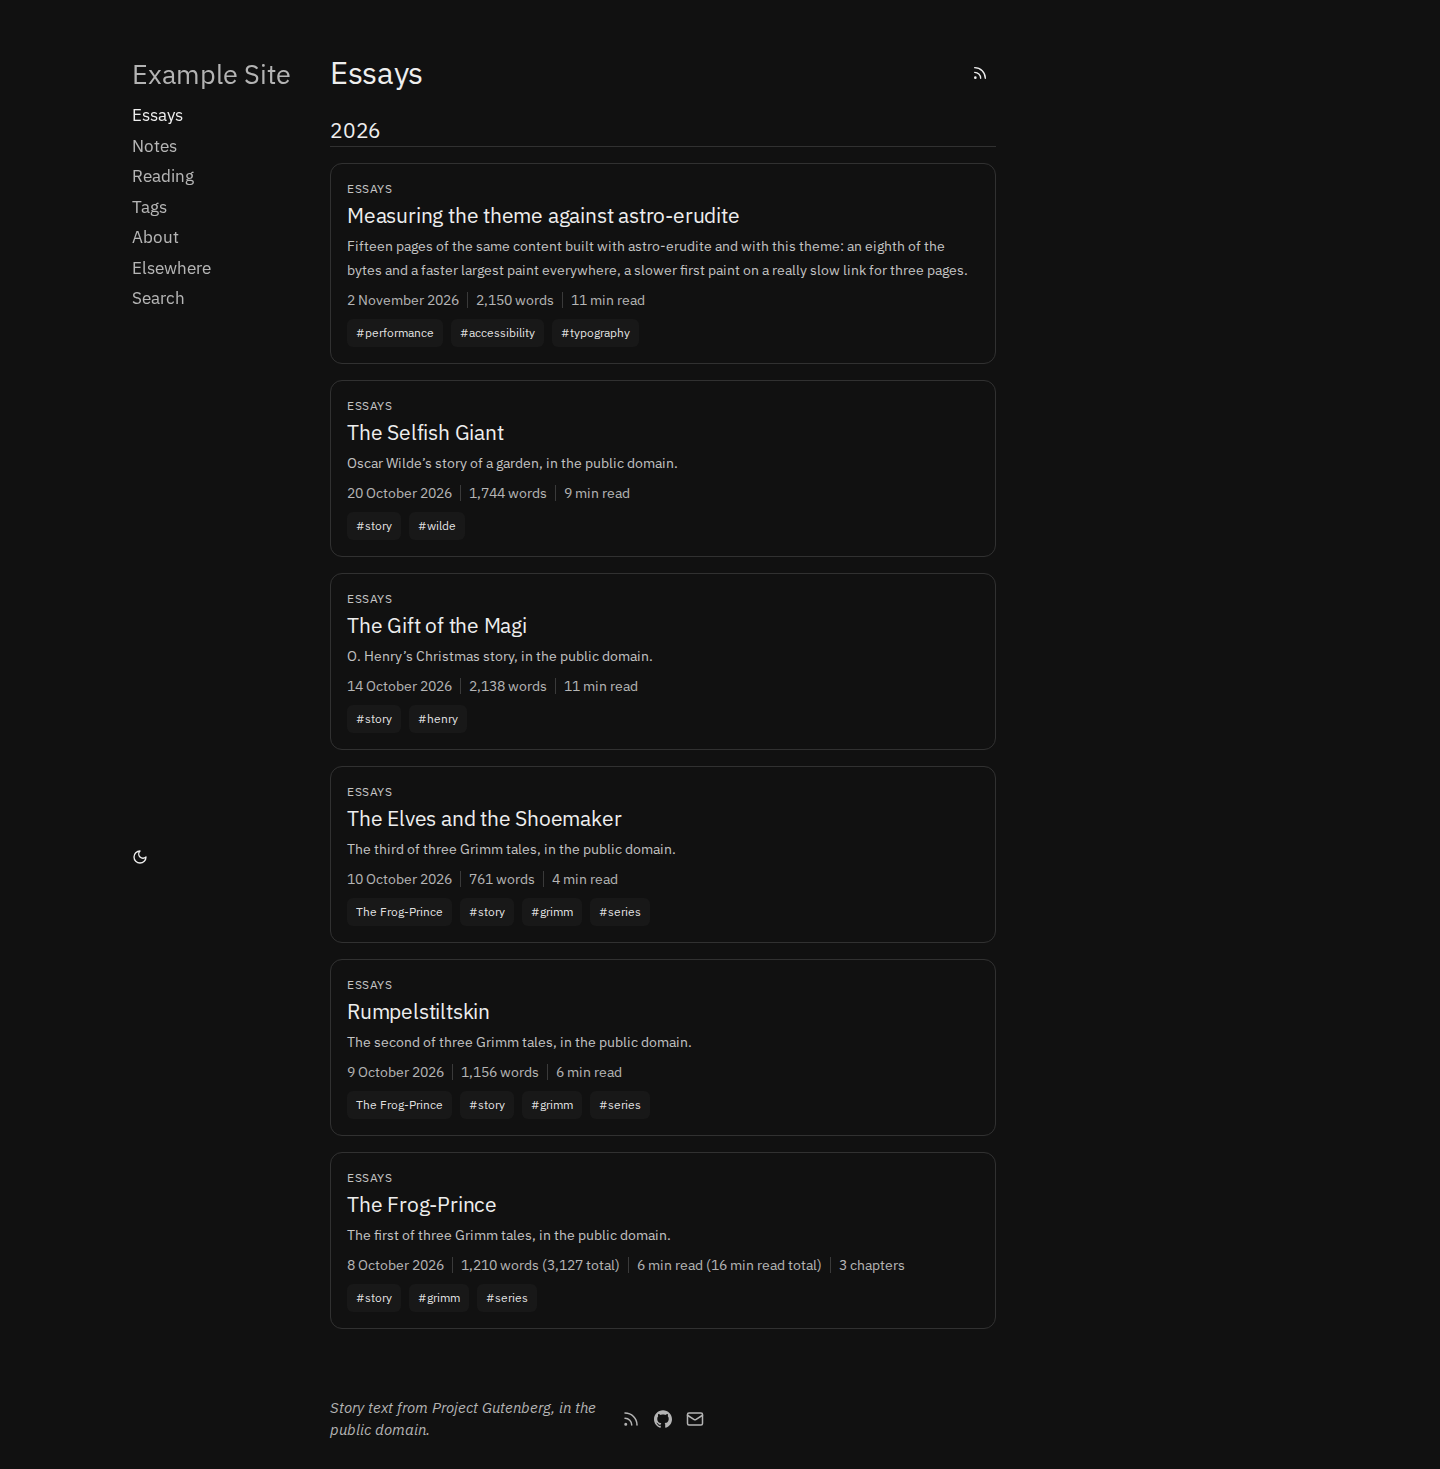 Example Site
Essays
Notes
Reading
Tags
About
Elsewhere
Search
Essays
2026
ESSAYS
Measuring the theme against astro-erudite
Fifteen pages of the same content built with astro-erudite and with this theme: an eighth of the
bytes and a faster largest paint everywhere, a slower first paint on a really slow link for three pages.
2 November 2026 2,150 words 11 min read
#performance #accessibility #typography
ESSAYS
The Selfish Giant
Oscar Wilde’s story of a garden, in the public domain.
20 October 2026 1,744 words 9 min read
#story #wilde
ESSAYS
The Gift of the Magi
O. Henry’s Christmas story, in the public domain.
14 October 2026 2,138 words 11 min read
#story #henry
ESSAYS
The Elves and the Shoemaker
The third of three Grimm tales, in the public domain.
10 October 2026 761 words 4 min read
The Frog-Prince #story #grimm #series
ESSAYS
Rumpelstiltskin
The second of three Grimm tales, in the public domain.
9 October 2026 1,156 words 6 min read
The Frog-Prince #story #grimm #series
ESSAYS
The Frog-Prince
The first of three Grimm tales, in the public domain.
8 October 2026 1,210 words (3,127 total) 6 min read (16 min read total) 3 chapters
#story #grimm #series
Story text from Project Gutenberg, in the
public domain.